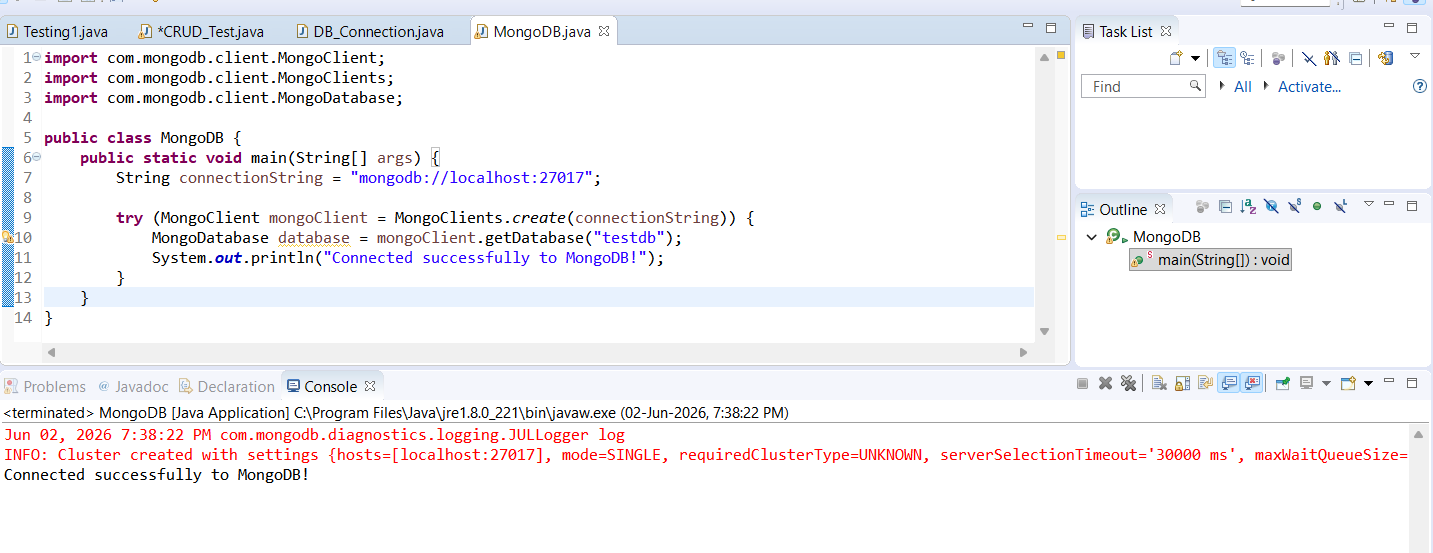 Testing1.java
*CRUD_Test.java
DB_Connection.java
MongoDB.java
1 import com.mongodb.client.MongoClient;
2 import com.mongodb.client.MongoClients;
3 import com.mongodb.client.MongoDatabase;
4
5 public class MongoDB {
6     public static void main(String[] args) {
7         String connectionString = "mongodb://localhost:27017";
8
9         try (MongoClient mongoClient = MongoClients.create(connectionString)) {
10             MongoDatabase database = mongoClient.getDatabase("testdb");
11             System.out.println("Connected successfully to MongoDB!");
12         }
13     }
14 }
Task List
Find
All
Activate...
Outline
MongoDB
main(String[]) : void
Problems @ Javadoc Declaration Console
<terminated> MongoDB [Java Application] C:\Program Files\Java\jre1.8.0_221\bin\javaw.exe (02-Jun-2026, 7:38:22 PM)
Jun 02, 2026 7:38:22 PM com.mongodb.diagnostics.logging.JULLogger log
INFO: Cluster created with settings {hosts=[localhost:27017], mode=SINGLE, requiredClusterType=UNKNOWN, serverSelectionTimeout='30000 ms', maxWaitQueueSize=
Connected successfully to MongoDB!